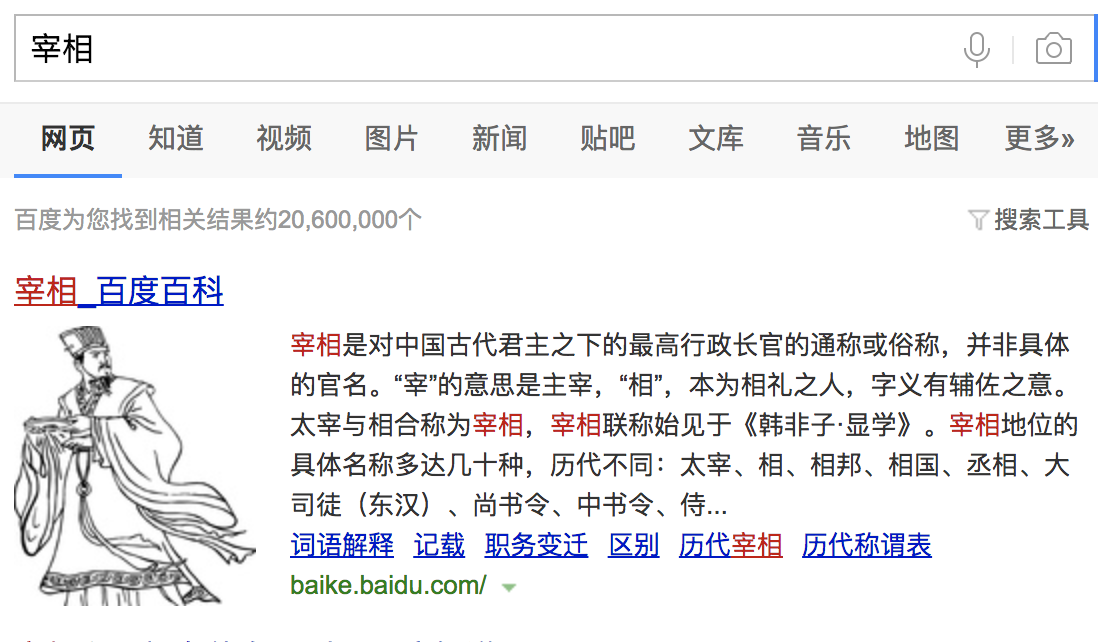 宰相
网页 知道 视频 图片 新闻 贴吧 文库 音乐 地图 更多»
百度为您找到相关结果约20,600,000个 搜索工具
宰相_百度百科
宰相是对中国古代君主之下的最高行政长官的通称或俗称，并非具体
的官名。“宰”的意思是主宰，“相”，本为相礼之人，字义有辅佐之意。
太宰与相合称为宰相，宰相联称始见于《韩非子·显学》。宰相地位的
具体名称多达几十种，历代不同：太宰、相、相邦、相国、丞相、大
司徒（东汉）、尚书令、中书令、侍...
词语解释 记载 职务变迁 区别 历代宰相 历代称谓表
baike.baidu.com/